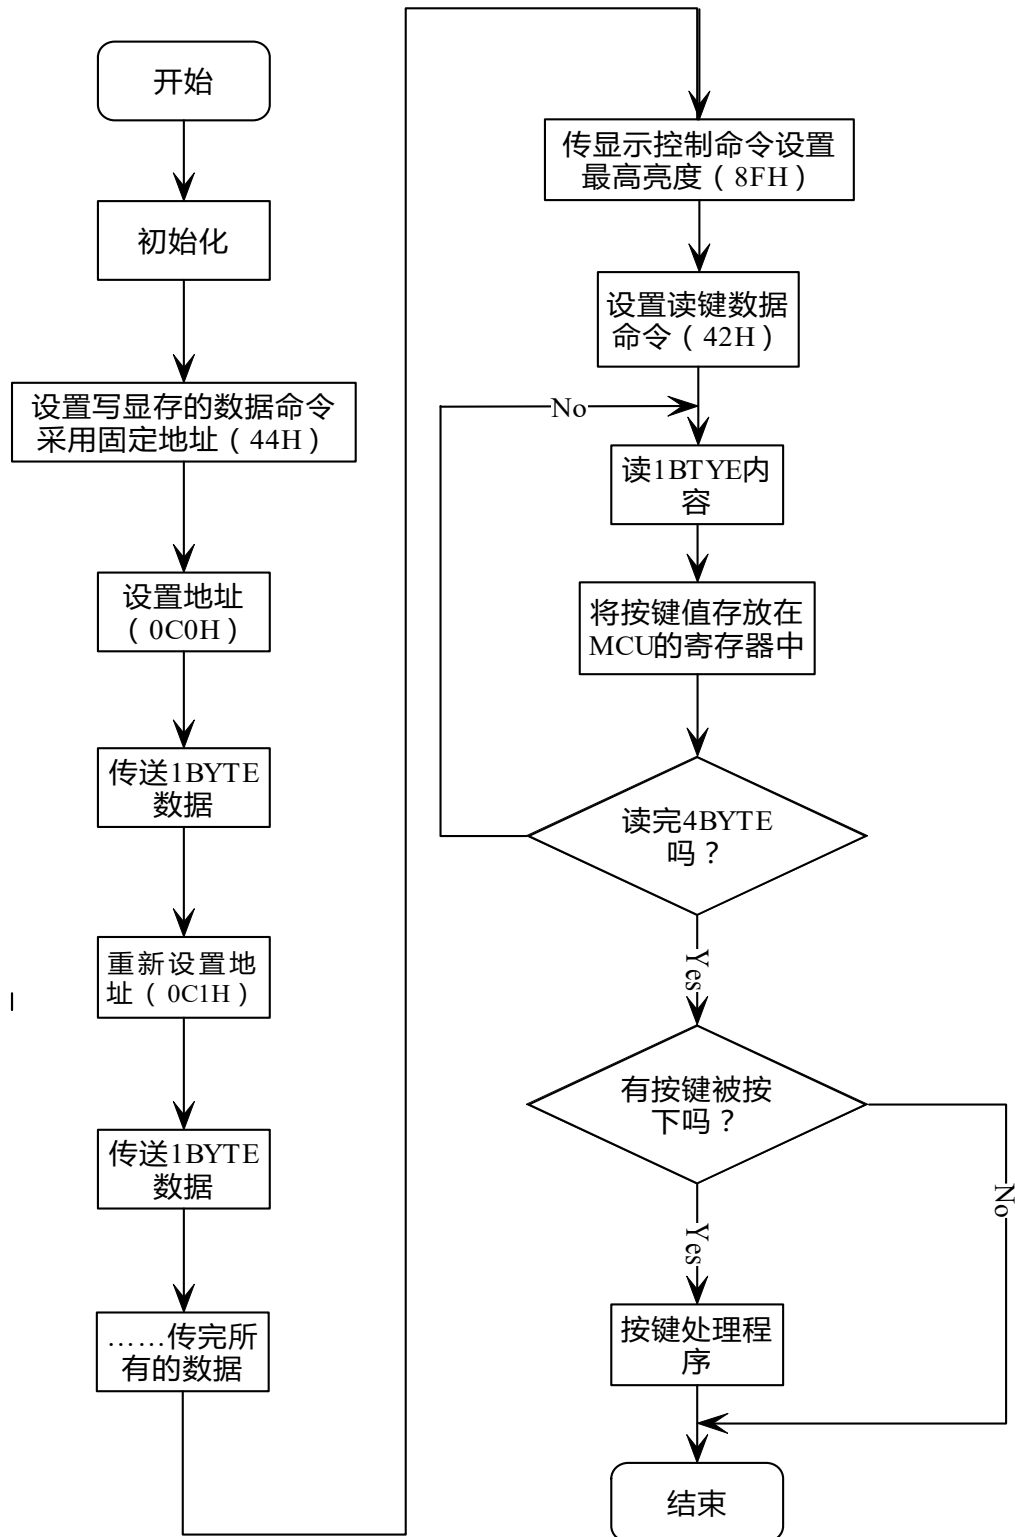 开始
初始化
设置写显存的数据命令
采用固定地址（44H）
设置地址
（0C0H）
传送1BYTE
数据
重新设置地
址（0C1H）
传送1BYTE
数据
……传完所
有的数据
传显示控制命令设置
最高亮度（8FH）
设置读键数据
命令（42H）
No
读1BTYE内
容
将按键值存放在
MCU的寄存器中
读完4BYTE
吗？
Yes
有按键被按
下吗？
No
Yes
按键处理程
序
结束